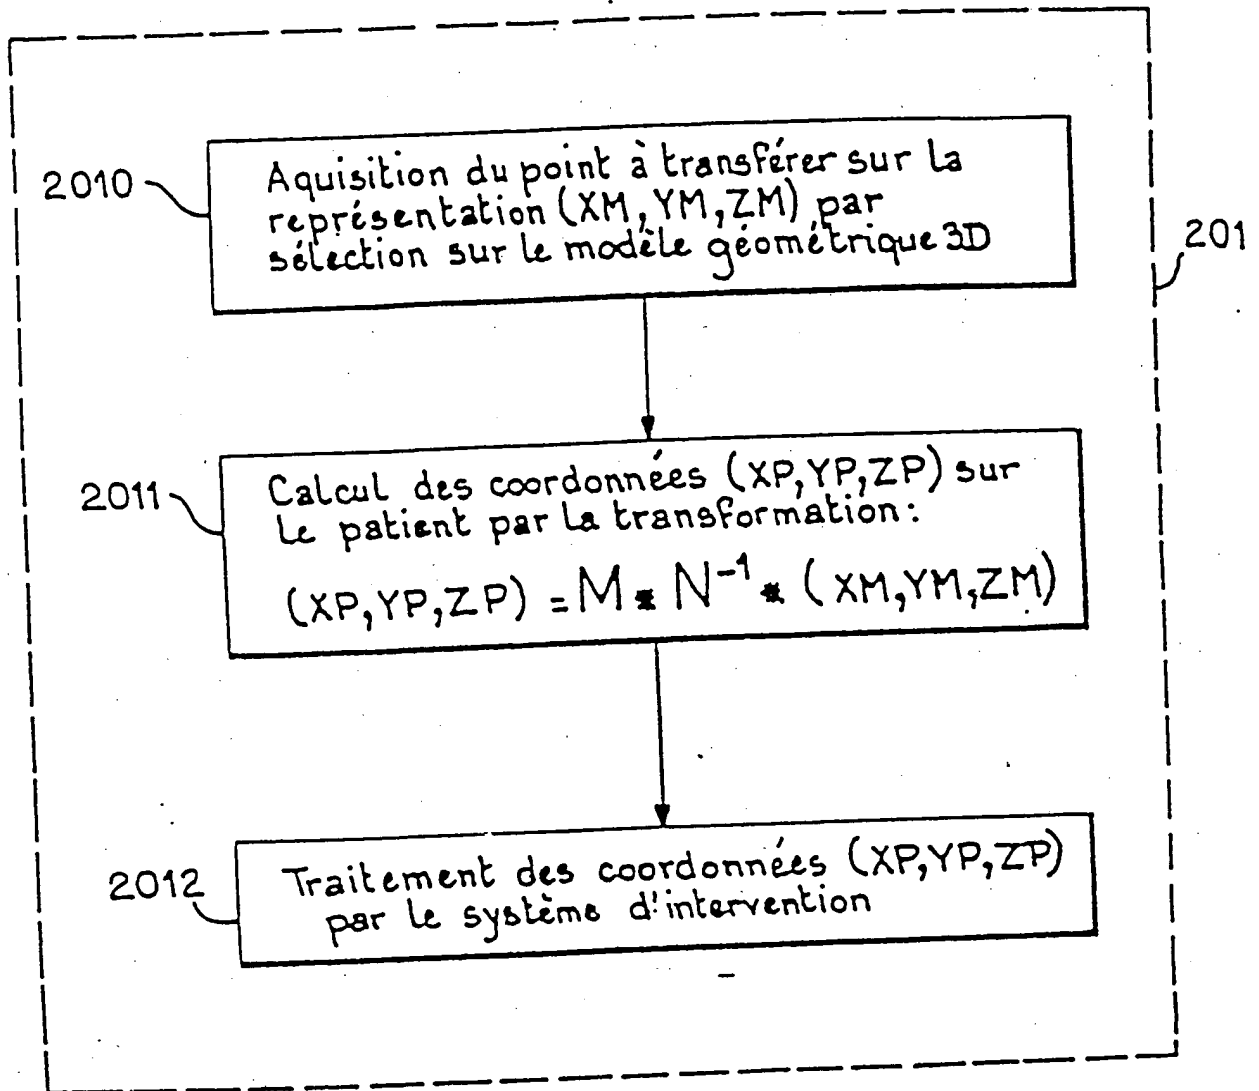 2010
Aquisition du point à transférer sur la
représentation (XM,YM,ZM) par
sélection sur le modèle géométrique 3D
201
2011
Calcul des coordonnées (XP,YP,ZP) sur
le patient par la transformation:
(XP,YP,ZP) = M * N⁻¹ * (XM,YM,ZM)
2012
Traitement des coordonnées (XP,YP,ZP)
par le système d'intervention